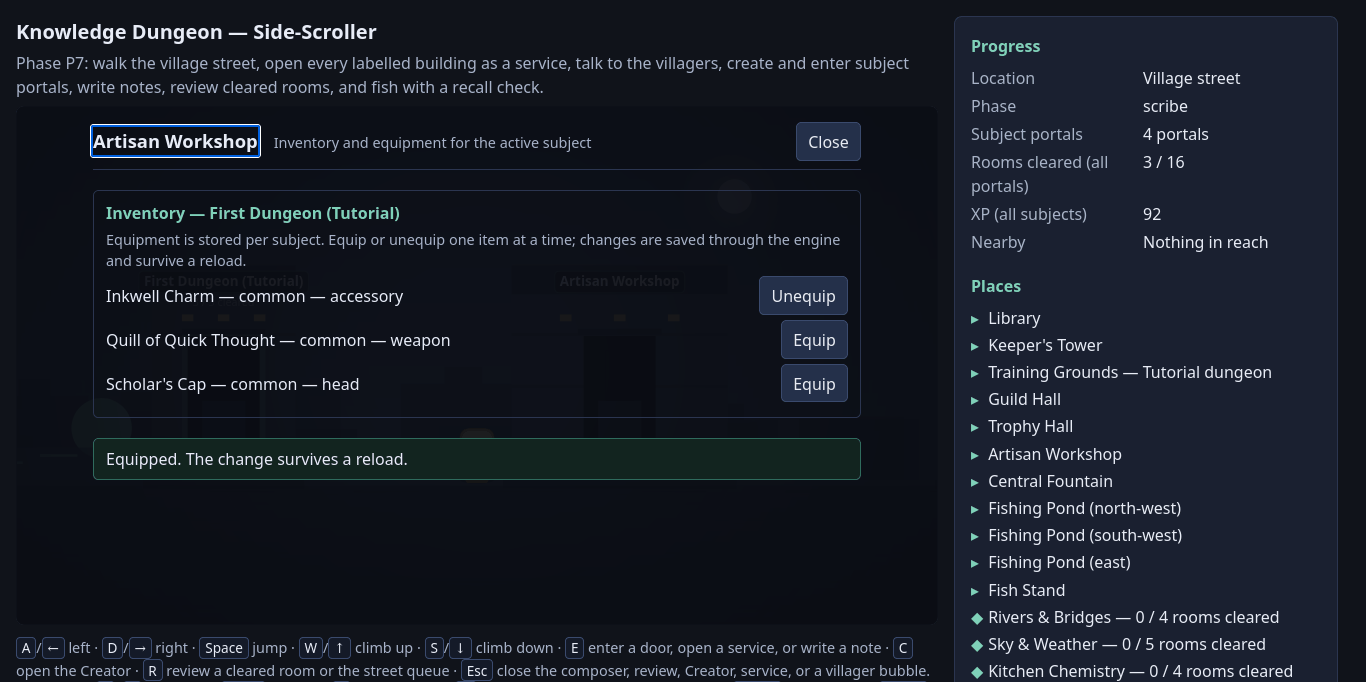 Knowledge Dungeon — Side-Scroller
Phase P7: walk the village street, open every labelled building as a service, talk to the villagers, create and enter subject
portals, write notes, review cleared rooms, and fish with a recall check.
Artisan Workshop
Inventory and equipment for the active subject
Close
Inventory — First Dungeon (Tutorial)
Equipment is stored per subject. Equip or unequip one item at a time; changes are saved through the engine
and survive a reload.
First Dungeon (Tutorial)
Artisan Workshop
Inkwell Charm — common — accessory
Unequip
Quill of Quick Thought — common — weapon
Equip
Scholar's Cap — common — head
Equip
Equipped. The change survives a reload.
A/← left · D/→ right · Space jump · W/↑ climb up · S/↓ climb down · E enter a door, open a service, or write a note · C
open the Creator · R review a cleared room or the street queue · Esc close the composer, review, Creator, service, or a villager bubble.
Progress
Location Village street
Phase scribe
Subject portals 4 portals
Rooms cleared (all 3 / 16
portals)
XP (all subjects) 92
Nearby Nothing in reach
Places
▸ Library
▸ Keeper's Tower
▸ Training Grounds — Tutorial dungeon
▸ Guild Hall
▸ Trophy Hall
▸ Artisan Workshop
▸ Central Fountain
▸ Fishing Pond (north-west)
▸ Fishing Pond (south-west)
▸ Fishing Pond (east)
▸ Fish Stand
◆ Rivers & Bridges — 0 / 4 rooms cleared
◆ Sky & Weather — 0 / 5 rooms cleared
◆ Kitchen Chemistry — 0 / 4 rooms cleared